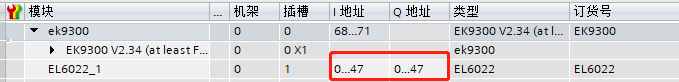 模块 ... 机架 插槽 I 地址 Q 地址 类型 订货号
ek9300 0 0 68...71 EK9300 V2.34 (at le... EK9300
EK9300 V2.34 (at least F... 0 0 X1 ek9300
EL6022_1 0 1 0...47 0...47 EL6022 EL6022